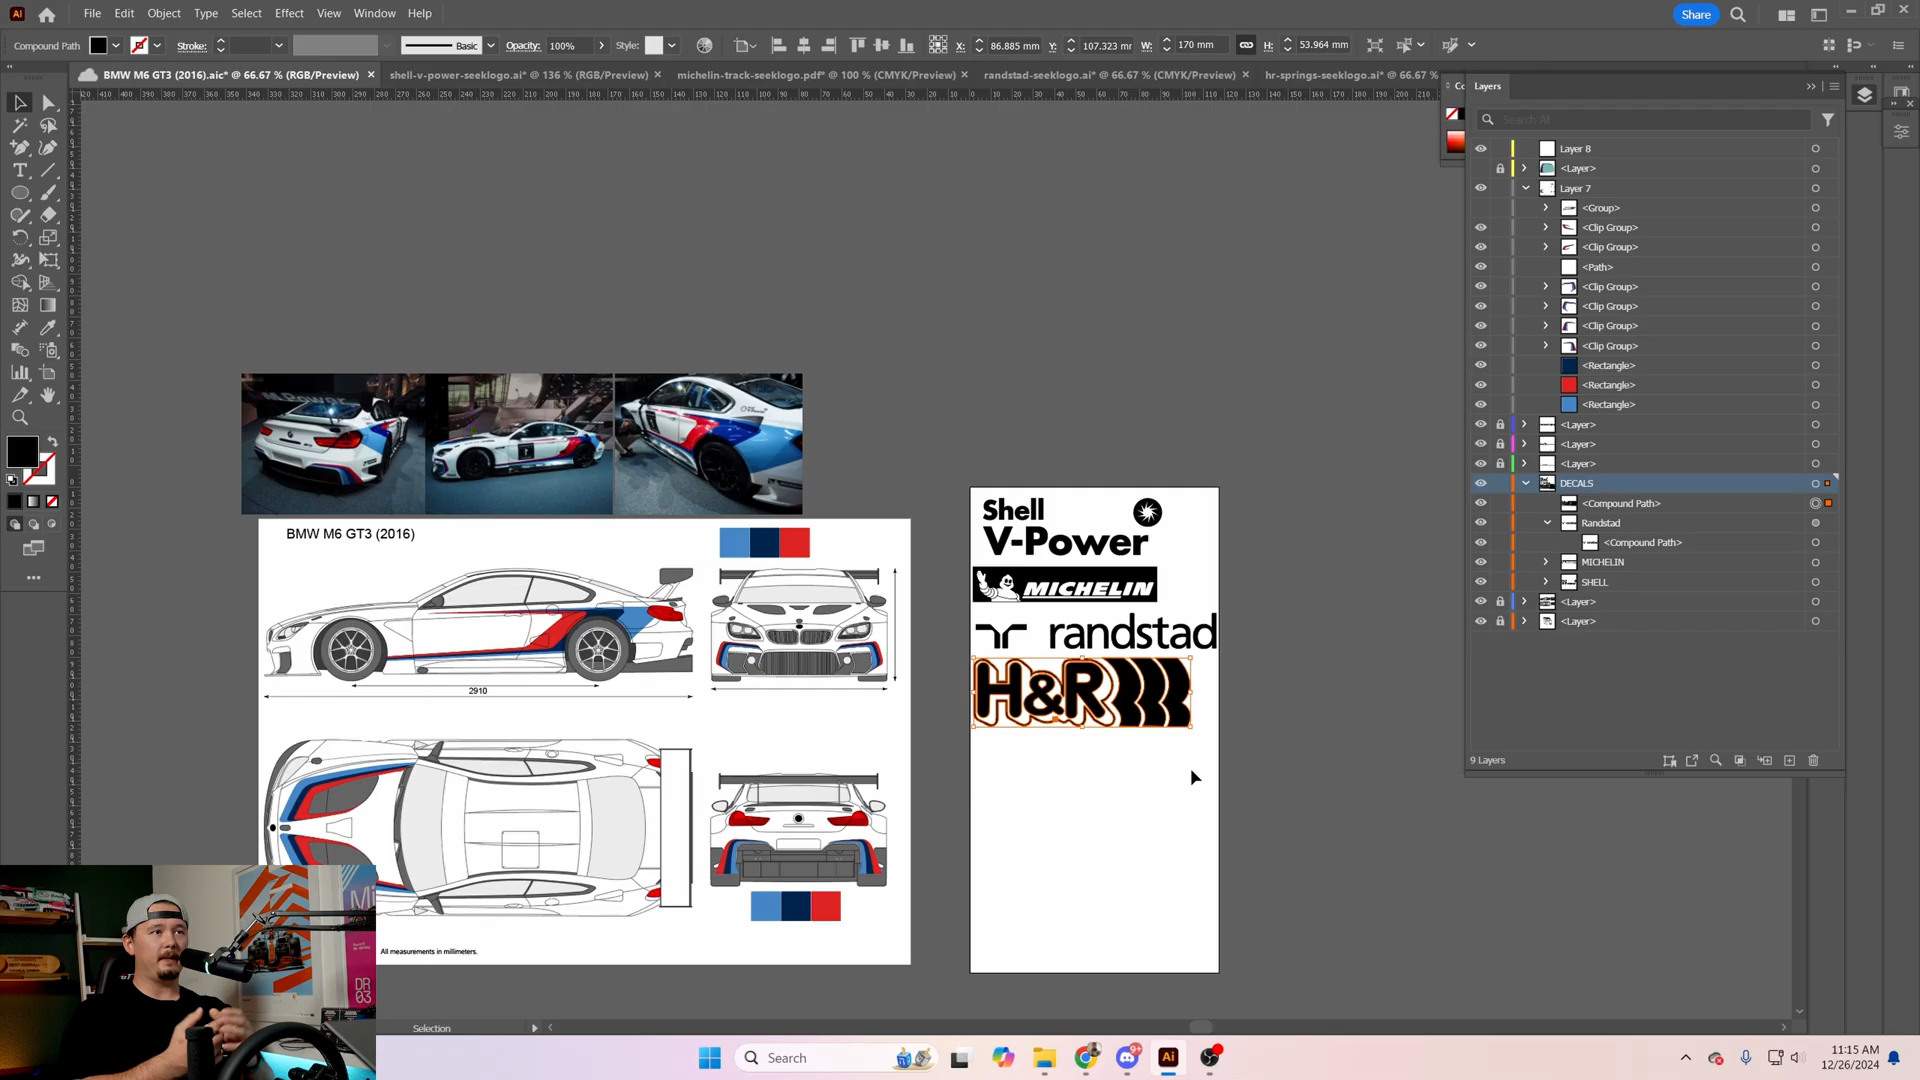 Ai File Edit Object Type Select Effect View Window Help Share
Compound Path Stroke: Basic Opacity: 100% Style: X: 86.885 mm Y: 107.323 mm W: 170 mm H: 53.964 mm
BMW M6 GT3 (2016).aic* @ 66.67 % (RGB/Preview) × shell-v-power-seeklogo.ai* @ 136 % (RGB/Preview) × michelin-track-seeklogo.pdf* @ 100 % (CMYK/Preview) × randstad-seeklogo.ai* @ 66.67 % (CMYK/Preview) × hr-springs-seeklogo.ai* @ 66.67 %
Layers
Search All
Layer 8
<Layer>
Layer 7
<Group>
<Clip Group>
<Clip Group>
<Path>
<Clip Group>
<Clip Group>
<Clip Group>
<Clip Group>
<Rectangle>
<Rectangle>
<Rectangle>
<Layer>
<Layer>
<Layer>
DECALS
<Compound Path>
Randstad
<Compound Path>
MICHELIN
SHELL
<Layer>
<Layer>
9 Layers
BMW M6 GT3 (2016)
2910
All measurements in millimeters.
Shell
V-Power
MICHELIN
randstad
H&R
DR
03
Selection
Search
Ai
11:15 AM
12/26/2024